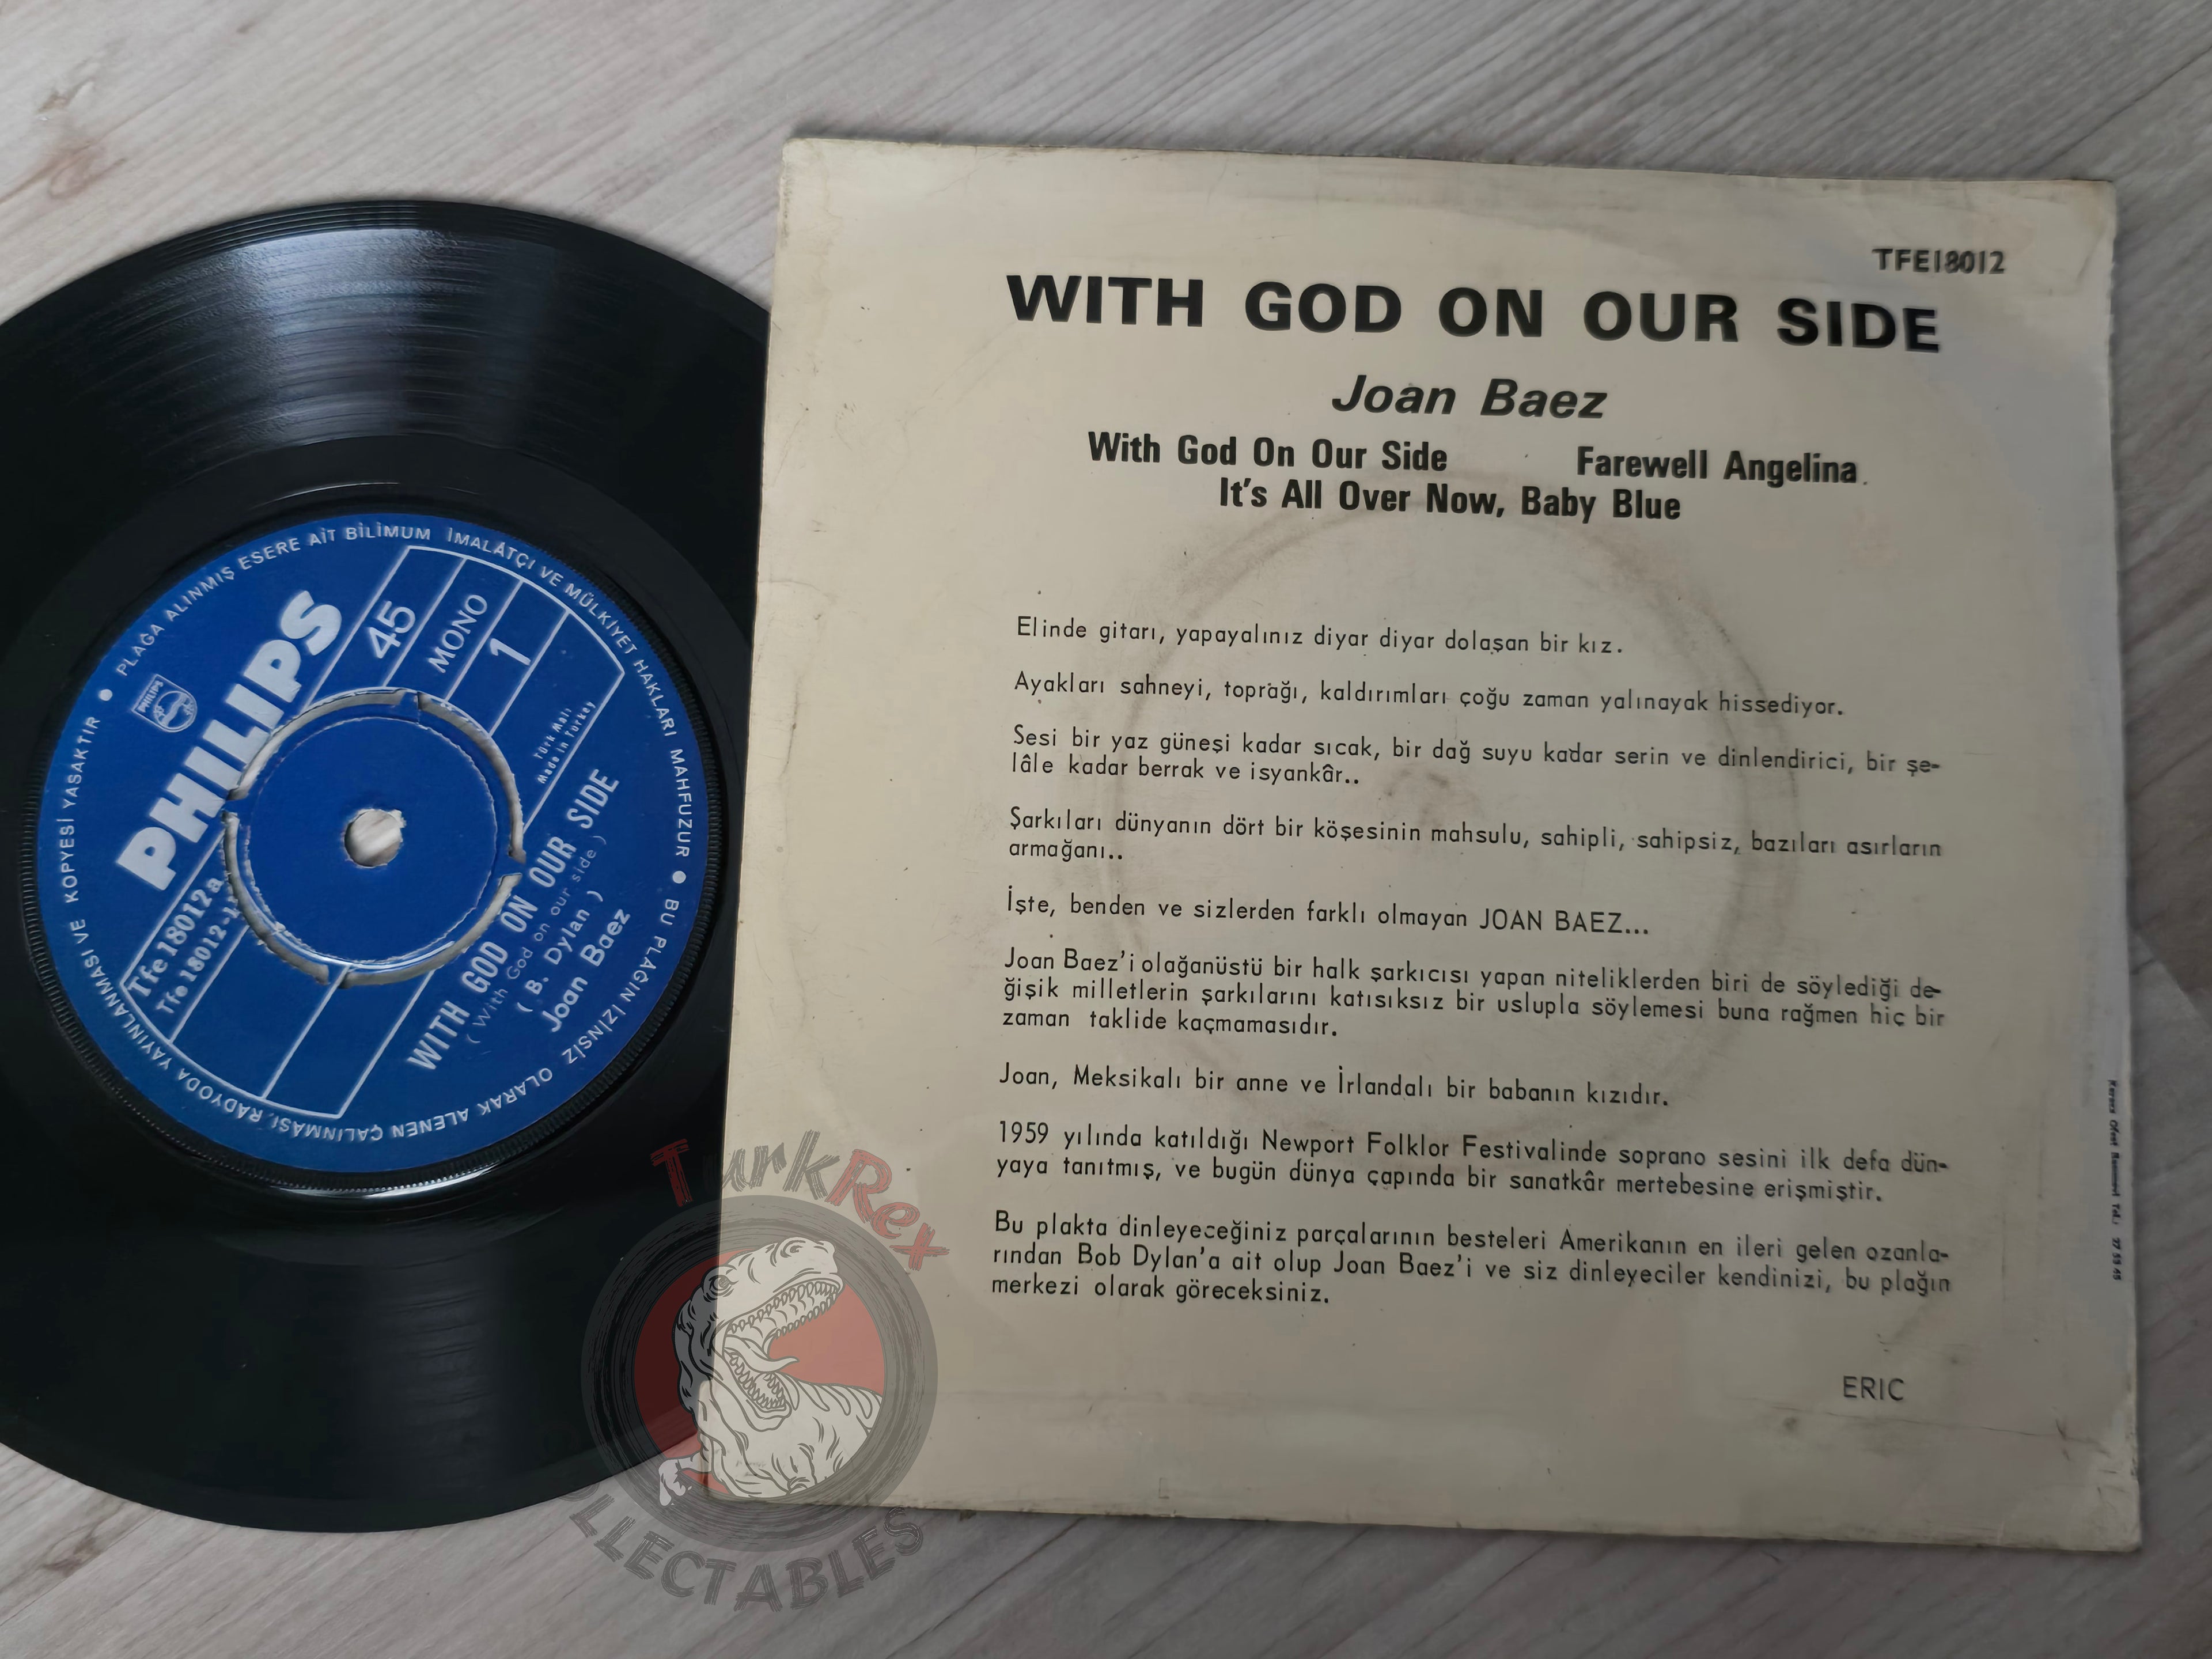 TFE18012
WITH GOD ON OUR SIDE
Joan Baez
With God On Our Side Farewell Angelina
It's All Over Now, Baby Blue
Elinde gitarı, yapayalınız diyar diyar dolaşan bir kız.
Ayakları sahneyi, toprağı, kaldırımları çoğu zaman yalınayak hissediyor.
Sesi bir yaz güneşi kadar sıcak, bir dağ suyu kadar serin ve dinlendirici, bir şe-
lâle kadar berrak ve isyankâr..
Şarkıları dünyanın dört bir köşesinin mahsulu, sahipli, sahipsiz, bazıları asırların
armağanı..
İşte, benden ve sizlerden farklı olmayan JOAN BAEZ...
Joan Baez'i olağanüstü bir halk şarkıcısı yapan niteliklerden biri de söylediği de-
ğişik milletlerin şarkılarını katısıksız bir uslupla söylemesi buna rağmen hiç bir
zaman taklide kaçmamasıdır.
Joan, Meksikalı bir anne ve İrlandalı bir babanın kızıdır.
1959 yılında katıldığı Newport Folklor Festivalinde soprano sesini ilk defa dün-
yaya tanıtmış, ve bugün dünya çapında bir sanatkâr mertebesine erişmiştir.
Bu plakta dinleyeceğiniz parçalarının besteleri Amerikanın en ileri gelen ozanla-
rından Bob Dylan'a ait olup Joan Baez'i ve siz dinleyeciler kendinizi, bu plağın
merkezi olarak göreceksiniz.
ERIC
PLAĞA ALINMIŞ ESERE AİT BİLİMUM İMALÂTÇI VE MÜLKİYET HAKLARI MAHFUZUR ● BU PLAĞIN İZİNSİZ OLARAK ALENEN ÇALINMASI, RADYODA YAYINLANMASI VE KOPYESİ YASAKTIR ●
PHILIPS
PHILIPS
45
MONO
1
Türk Malı
Made in Turkey
Tfe 18012a
Tfe 18012-1
WITH GOD ON OUR SIDE
( With God on our side )
( B. Dylan )
Joan Baez
TurkRex